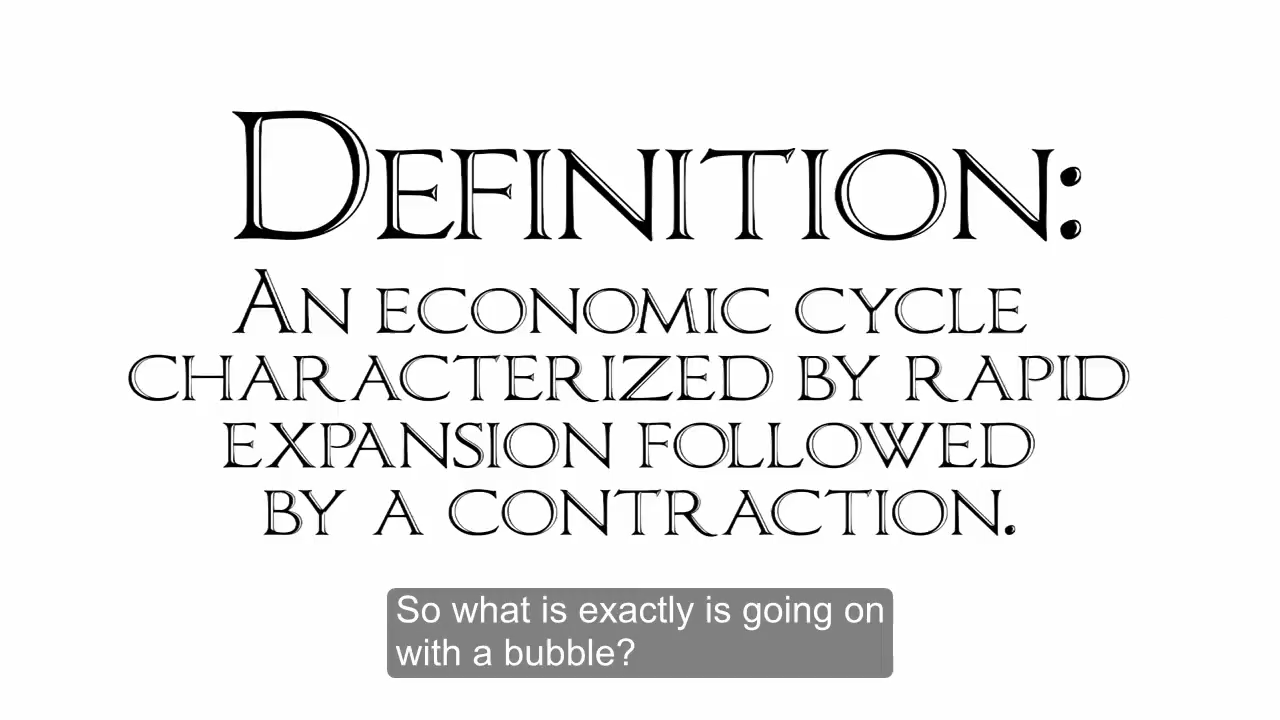 Definition:
An economic cycle
characterized by rapid
expansion followed
by a contraction.
So what is exactly is going on
with a bubble?